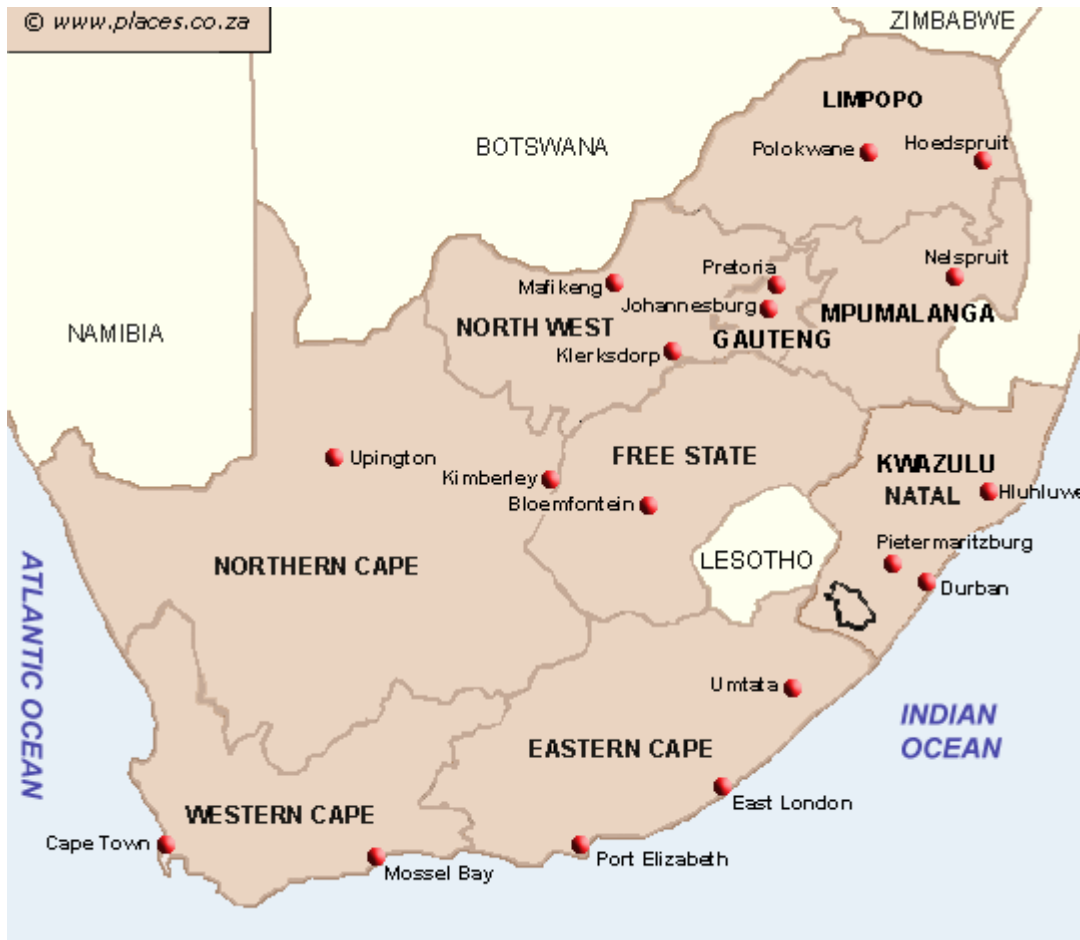 © www.places.co.za
ZIMBABWE
LIMPOPO
BOTSWANA
Polokwane
Hoedspruit
Pretoria
Nelspruit
Mafikeng
Johannesburg
MPUMALANGA
NAMIBIA
NORTH WEST
GAUTENG
Klerksdorp
Upington
FREE STATE
KWAZULU
NATAL
Kimberley
Hluhluwe
Bloemfontein
Pietermaritzburg
NORTHERN CAPE
LESOTHO
Durban
ATLANTIC OCEAN
Umtata
INDIAN
OCEAN
EASTERN CAPE
East London
WESTERN CAPE
Cape Town
Port Elizabeth
Mossel Bay